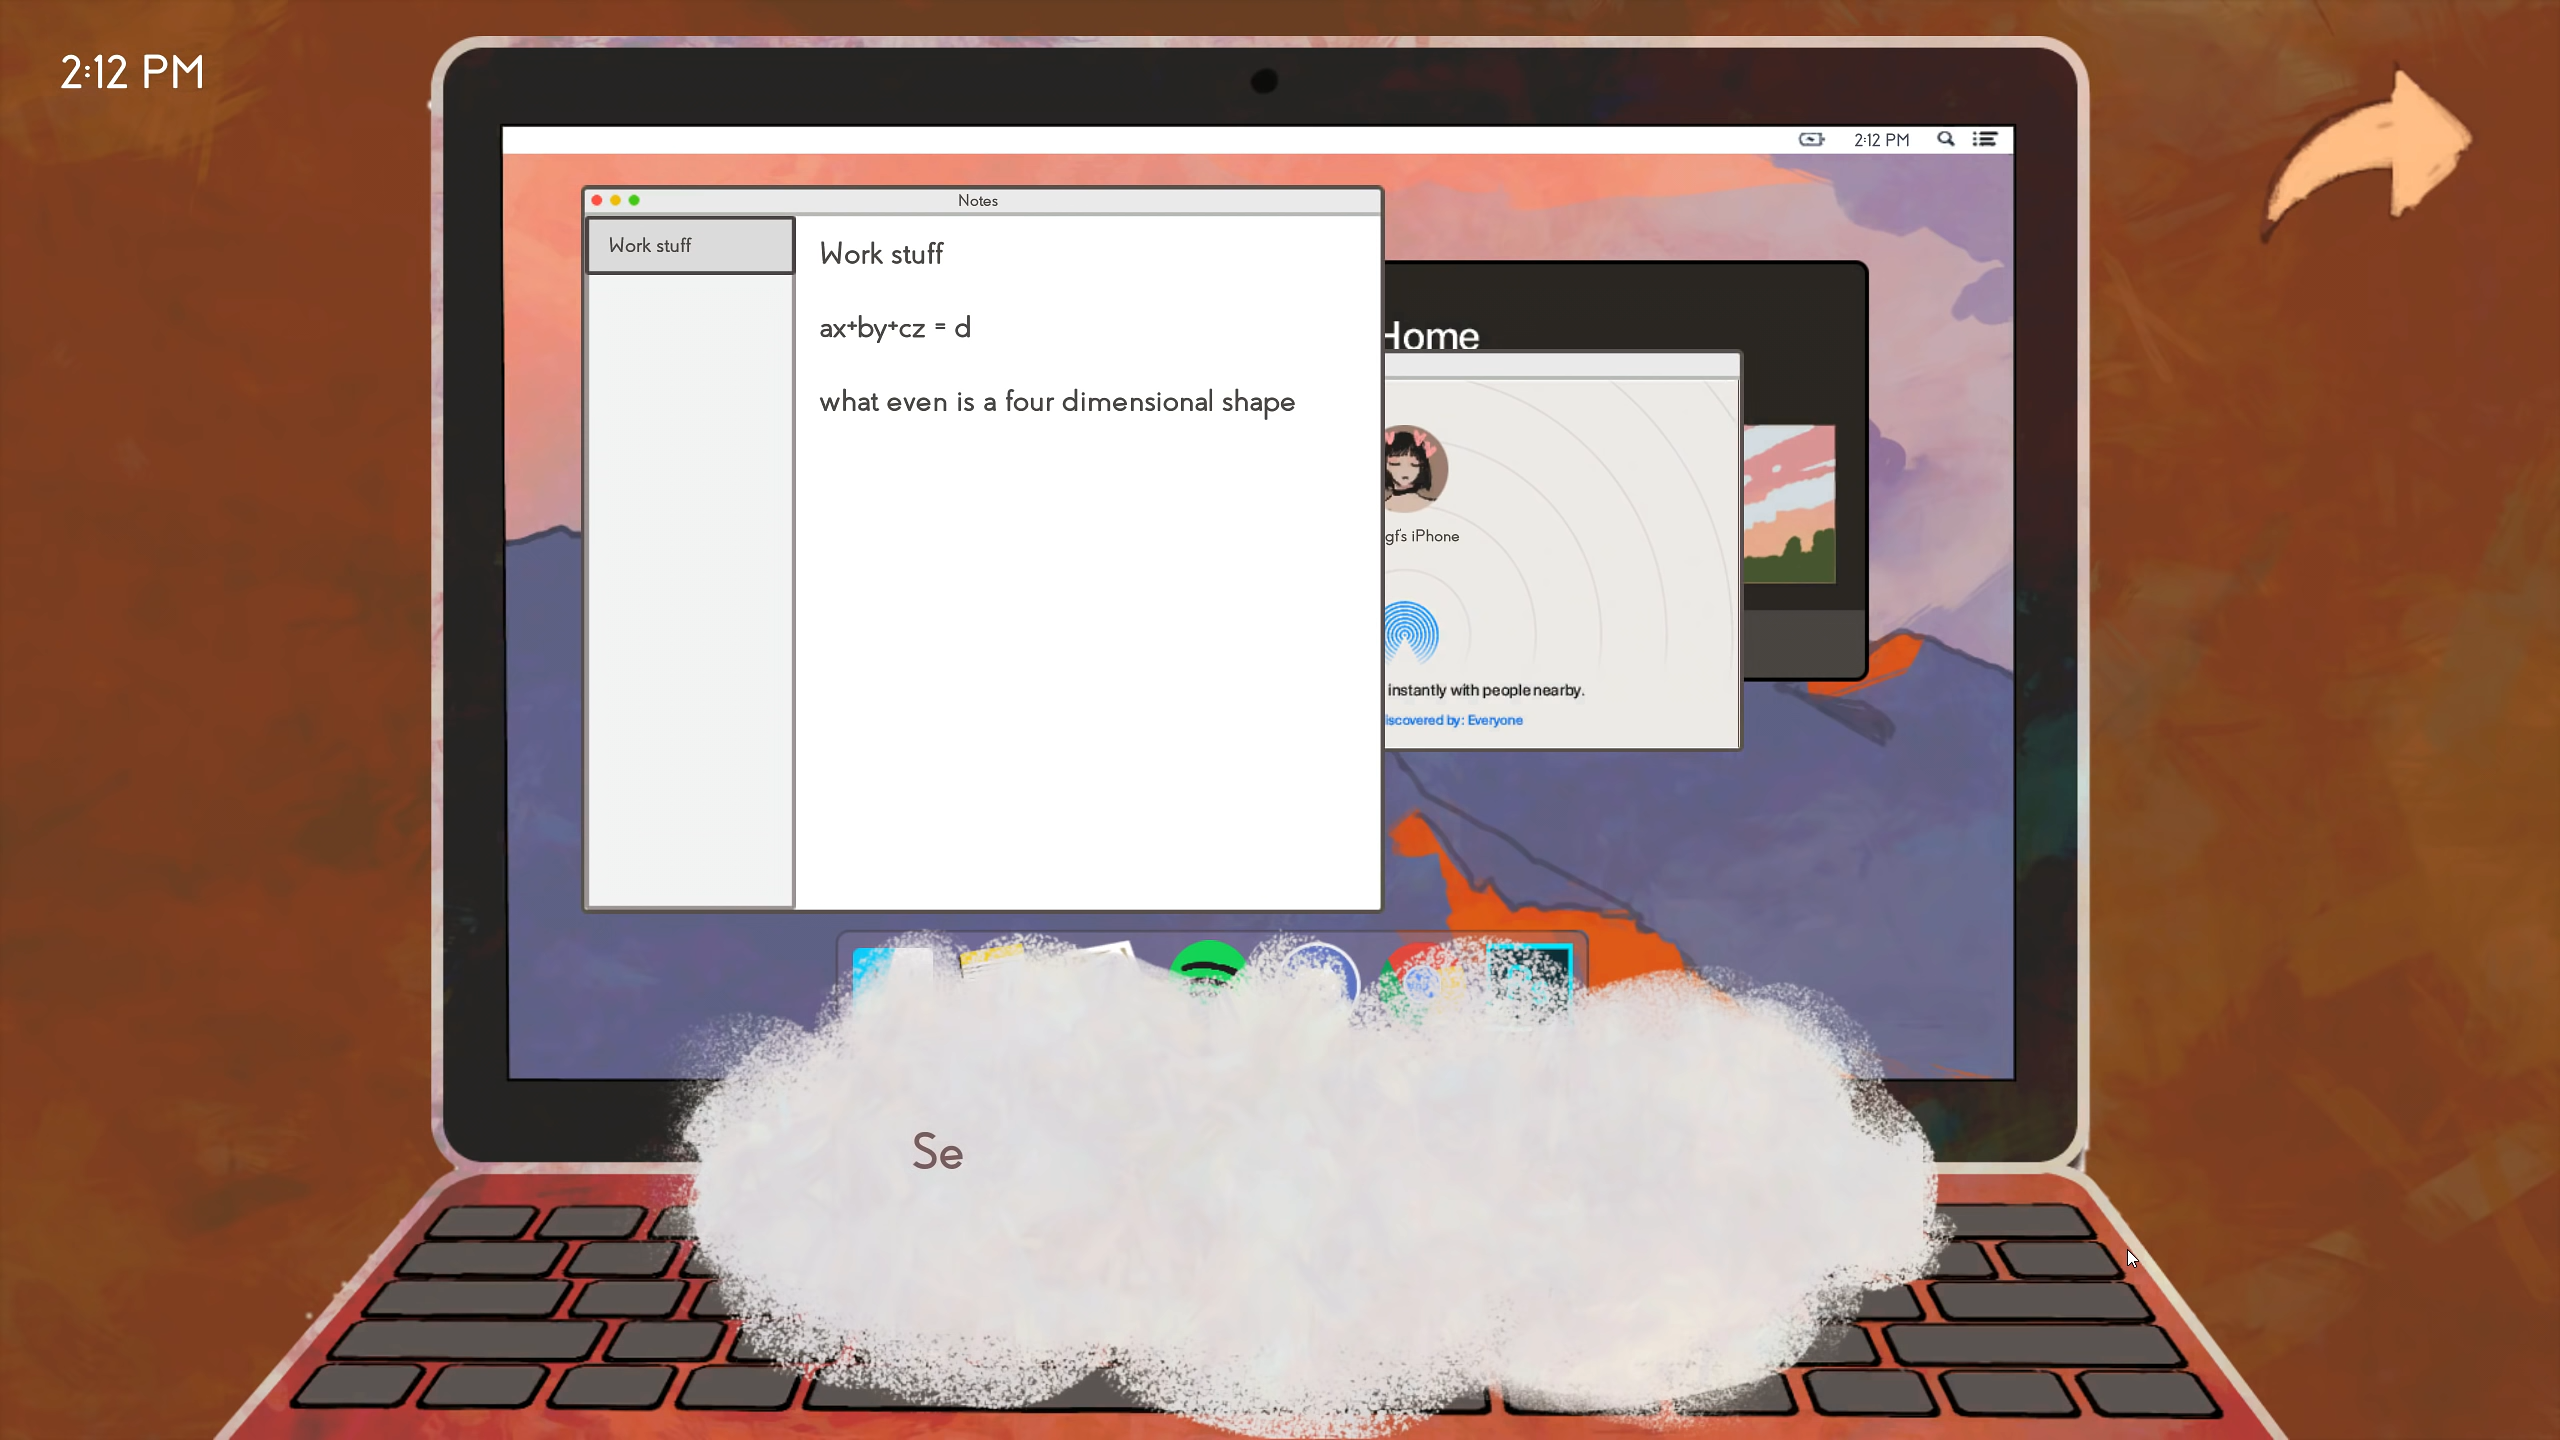 2:12 PM
2:12 PM
Notes
Work stuff
Work stuff
ax+by+cz = d
what even is a four dimensional shape
Home
gf's iPhone
instantly with people nearby.
iscovered by: Everyone
Se